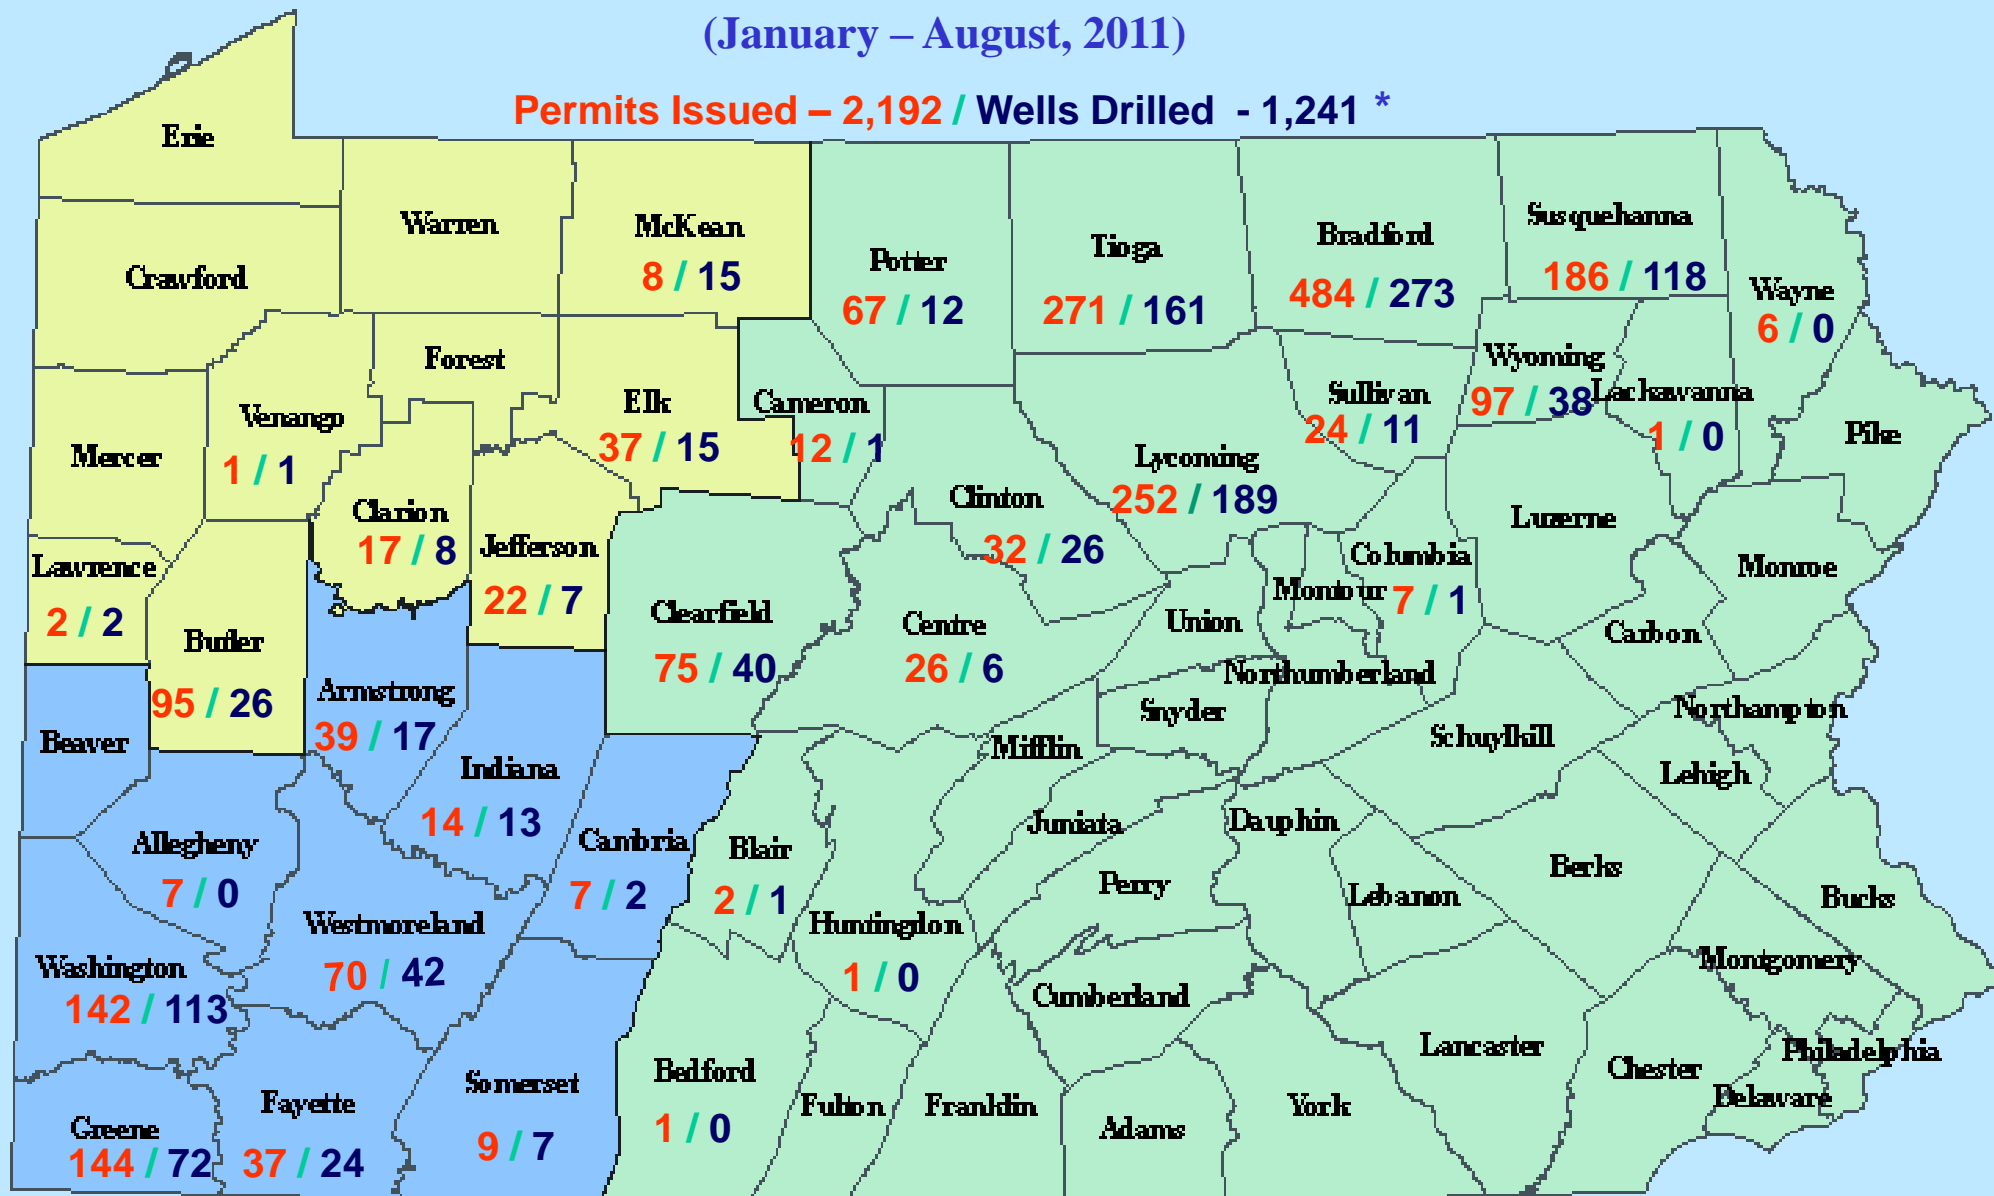 (January – August, 2011)
Permits Issued – 2,192 / Wells Drilled - 1,241 *
Erie
Warren
McKean
8 / 15
Potter
67 / 12
Tioga
271 / 161
Bradford
484 / 273
Susquehanna
186 / 118
Wayne
6 / 0
Crawford
Forest
Venango
1 / 1
Elk
37 / 15
Cameron
12 / 1
Sullivan
24 / 11
Wyoming
97 / 38
Lackawanna
1 / 0
Pike
Mercer
Clarion
17 / 8
Jefferson
22 / 7
Clinton
32 / 26
Lycoming
252 / 189
Columbia
7 / 1
Luzerne
Monroe
Lawrence
2 / 2
Butler
95 / 26
Clearfield
75 / 40
Centre
26 / 6
Union
Montour
Northumberland
Snyder
Carbon
Beaver
Armstrong
39 / 17
Indiana
14 / 13
Mifflin
Schuylkill
Northampton
Lehigh
Allegheny
7 / 0
Cambria
7 / 2
Blair
2 / 1
Juniata
Dauphin
Perry
Lebanon
Berks
Bucks
Westmoreland
70 / 42
Huntingdon
1 / 0
Washington
142 / 113
Cumberland
Montgomery
Lancaster
Philadelphia
Chester
Delaware
Greene
144 / 72
Fayette
37 / 24
Somerset
9 / 7
Bedford
1 / 0
Fulton
Franklin
Adams
York